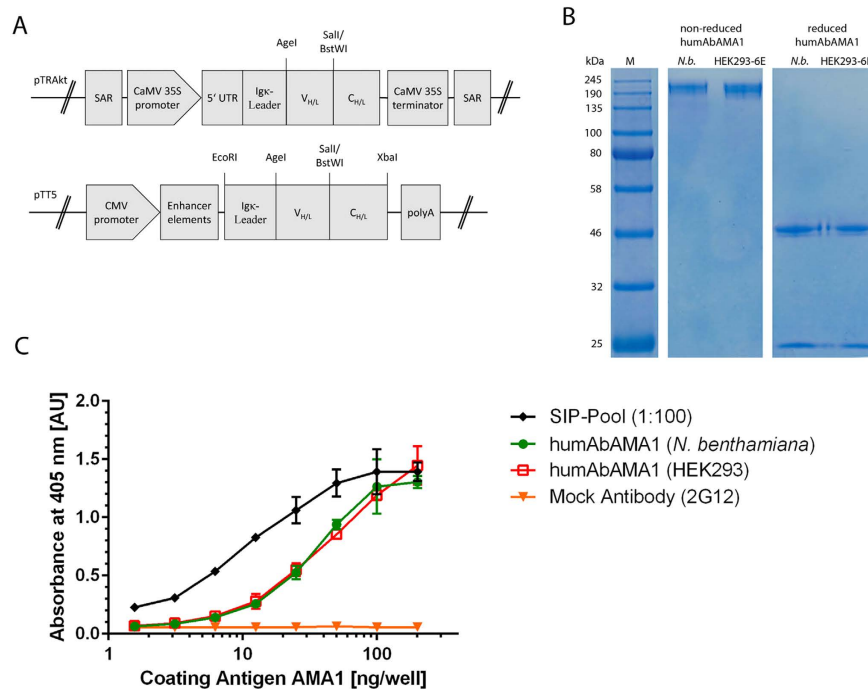 A
AgeI
SalI/
BstWI
pTRAkt
SAR
CaMV 35S
promoter
5' UTR
Igκ-
Leader
V H/L
C H/L
CaMV 35S
terminator
SAR
EcoRI
AgeI
SalI/
BstWI
XbaI
pTT5
CMV
promoter
Enhancer
elements
Igκ-
Leader
V H/L
C H/L
polyA
B
non-reduced
humAbAMA1
reduced
humAbAMA1
kDa
M
N.b.
HEK293-6E
N.b.
HEK293-6E
245
190
135
100
80
58
46
32
25
C
Absorbance at 405 nm [AU]
2.0
1.5
1.0
0.5
0.0
1
10
100
Coating Antigen AMA1 [ng/well]
SIP-Pool (1:100)
humAbAMA1 (N. benthamiana)
humAbAMA1 (HEK293)
Mock Antibody (2G12)